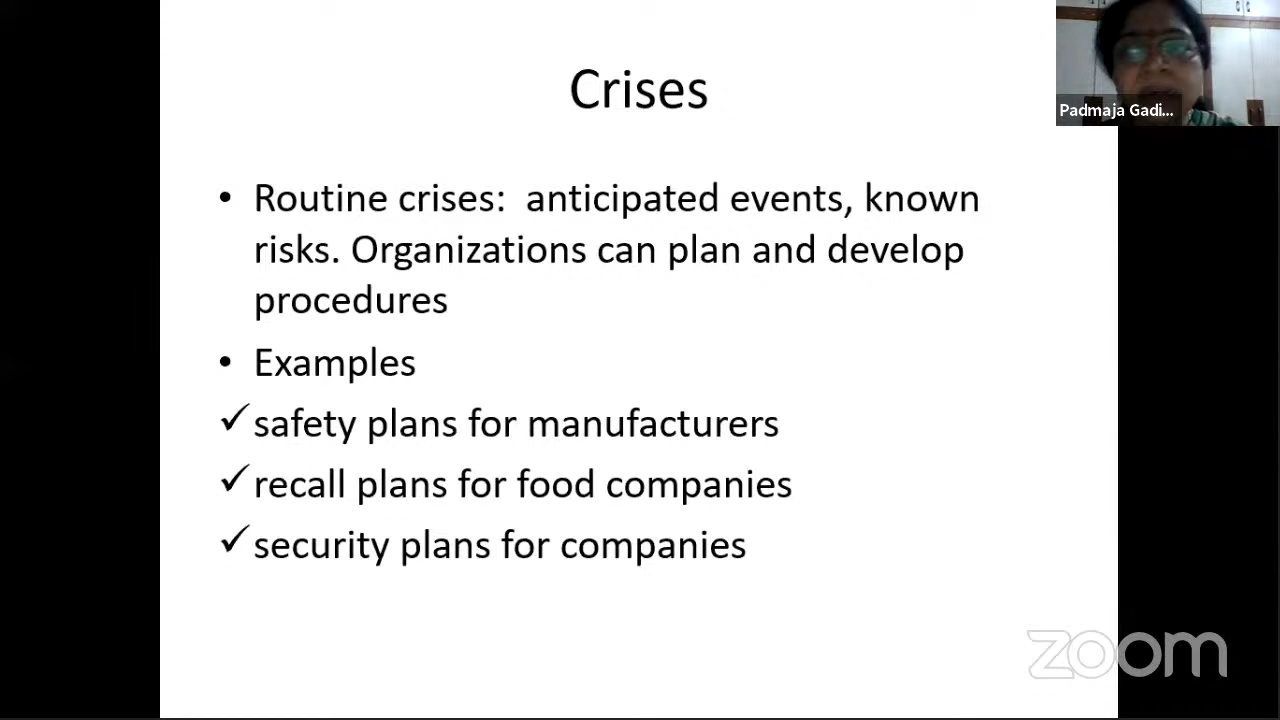 Crises
Padmaja Gadi...
• Routine crises:  anticipated events, known
risks. Organizations can plan and develop
procedures
• Examples
✓ safety plans for manufacturers
✓ recall plans for food companies
✓ security plans for companies
zoom